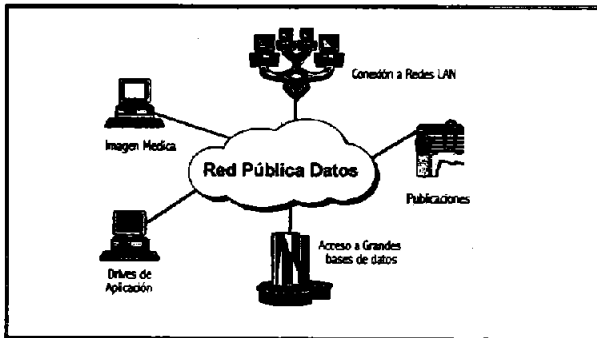 Conexión a Redes LAN
Imagen Medica
Red Pública Datos
Publicaciones
Acceso a Grandes
bases de datos
Drives de
Aplicación